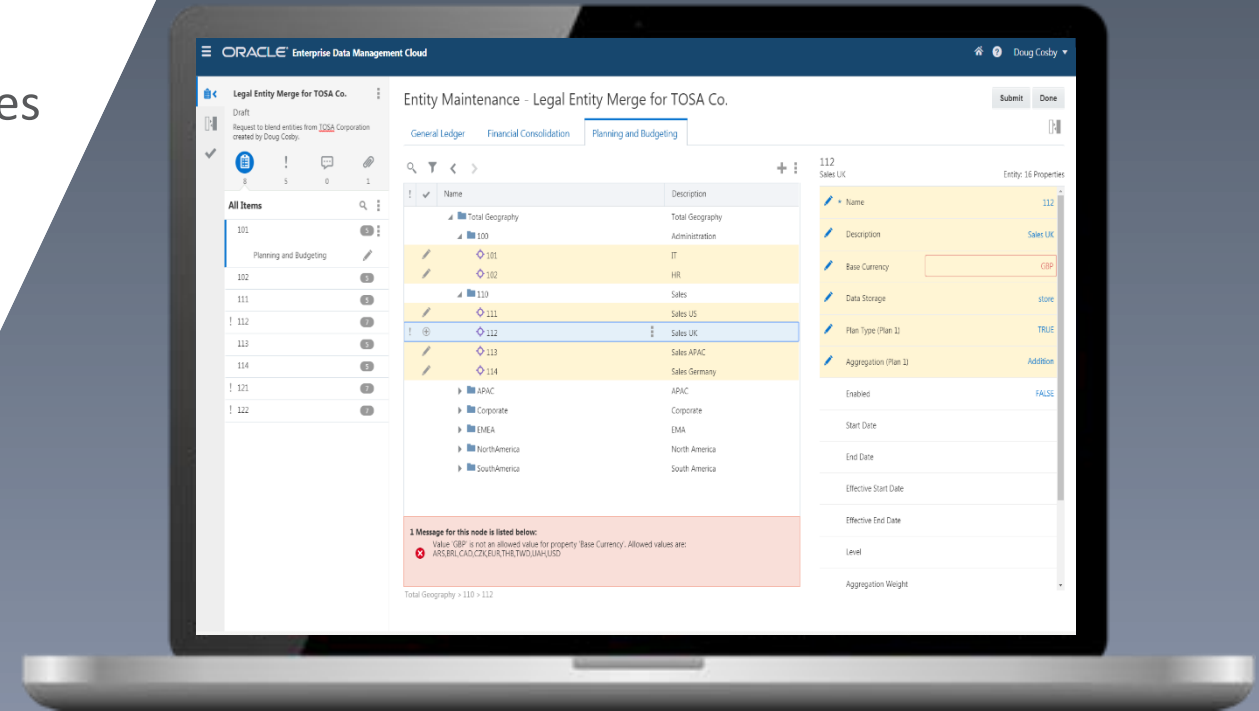 es
ORACLE® Enterprise Data Management Cloud
Doug Cosby
Legal Entity Merge for TOSA Co.
Draft
Request to blend entities from TOSA Corporation
created by Doug Cosby.
8 5 0 1
All Items
101 5
Planning and Budgeting
102 5
111 5
! 112 7
113 5
114 5
! 121 7
! 122 7
Entity Maintenance - Legal Entity Merge for TOSA Co.
Submit Done
General Ledger Financial Consolidation Planning and Budgeting
! Name Description
Total Geography Total Geography
100 Administration
101 IT
102 HR
110 Sales
111 Sales US
! 112 Sales UK
113 Sales APAC
114 Sales Germany
APAC APAC
Corporate Corporate
EMEA EMA
NorthAmerica North America
SouthAmerica South America
1 Message for this node is listed below:
Value 'GBP' is not an allowed value for property 'Base Currency'. Allowed values are:
ARS,BRL,CAD,CZK,EUR,THB,TWD,UAH,USD
Total Geography > 110 > 112
112
Sales UK Entity: 16 Properties
* Name 112
Description Sales UK
Base Currency GBP
Data Storage store
Plan Type (Plan 1) TRUE
Aggregation (Plan 1) Addition
Enabled FALSE
Start Date
End Date
Effective Start Date
Effective End Date
Level
Aggregation Weight